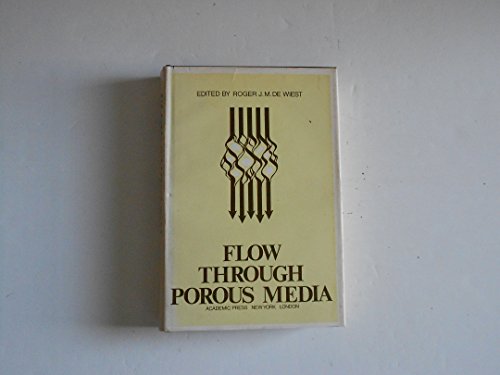 EDITED BY ROGER J. M. DE WIEST
FLOW
THROUGH
POROUS MEDIA
ACADEMIC PRESS NEW YORK LONDON